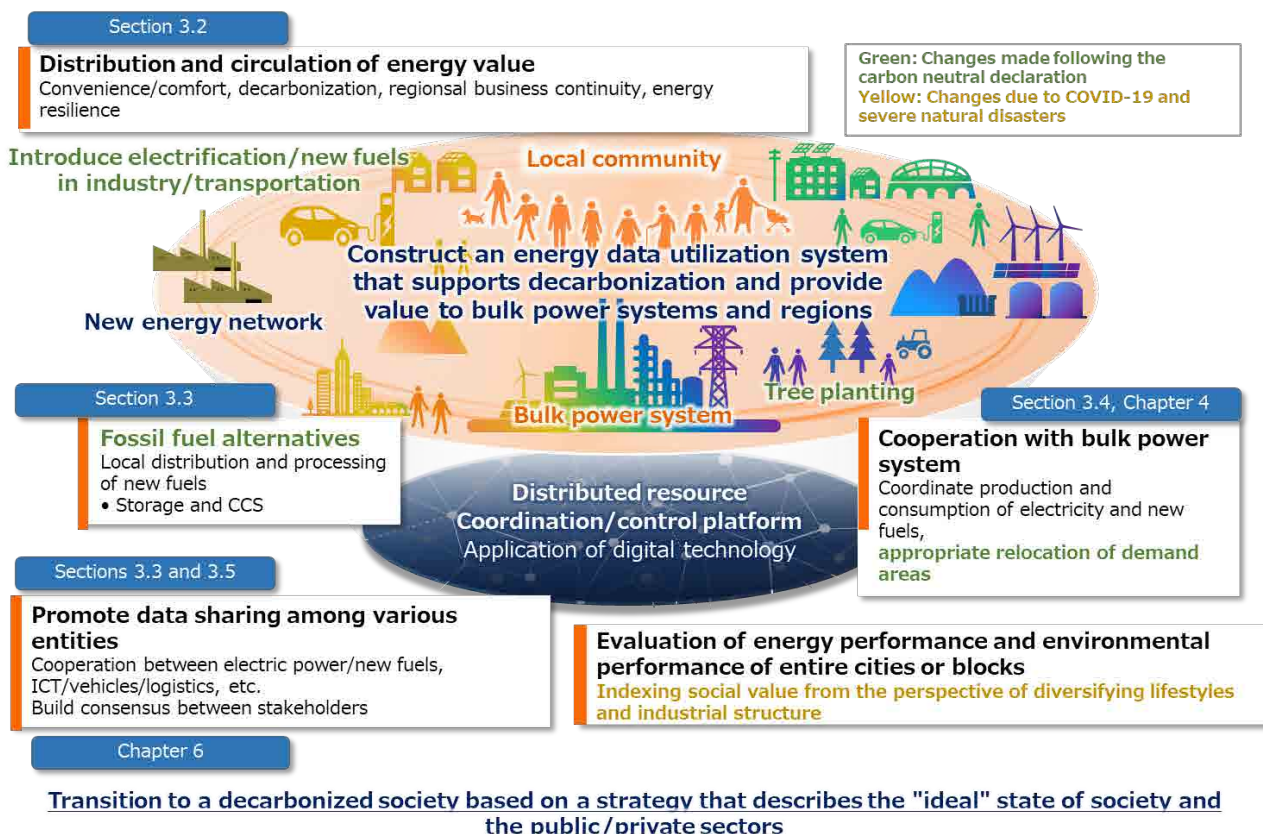 Section 3.2
Distribution and circulation of energy value
Convenience/comfort, decarbonization, regionsal business continuity, energy
resilience
Green: Changes made following the
carbon neutral declaration
Yellow: Changes due to COVID-19 and
severe natural disasters
Introduce electrification/new fuels
in industry/transportation
Local community
Construct an energy data utilization system
that supports decarbonization and provide
value to bulk power systems and regions
New energy network
Tree planting
Bulk power system
Section 3.3
Fossil fuel alternatives
Local distribution and processing
of new fuels
• Storage and CCS
Section 3.4, Chapter 4
Cooperation with bulk power
system
Coordinate production and
consumption of electricity and new
fuels,
appropriate relocation of demand
areas
Distributed resource
Coordination/control platform
Application of digital technology
Sections 3.3 and 3.5
Promote data sharing among various
entities
Cooperation between electric power/new fuels,
ICT/vehicles/logistics, etc.
Build consensus between stakeholders
Evaluation of energy performance and environmental
performance of entire cities or blocks
Indexing social value from the perspective of diversifying lifestyles
and industrial structure
Chapter 6
Transition to a decarbonized society based on a strategy that describes the "ideal" state of society and
the public/private sectors